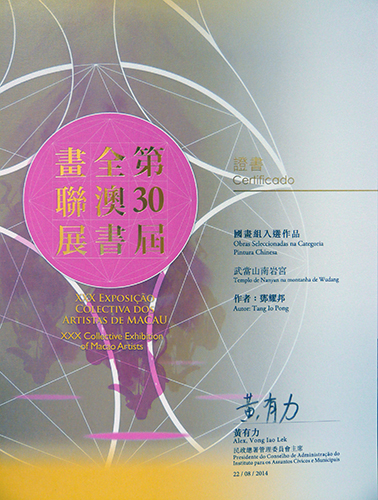 第30屆
全澳書
畫聯展
XXX EXPOSIÇÃO
COLECTIVA DOS
ARTISTAS DE MACAU
XXX Collective Exhibition
of Macao Artists
證書
Certificado
國畫組入選作品
Obras Seleccionadas na Categoria
Pintura Chinesa
武當山南岩宮
Templo de Nanyan na montanha de Wudang
作者：鄧耀邦
Autor: Tang Io Pong
黃有力
黃有力
Alex, Vong Iao Lek
民政總署管理委員會主席
Presidente do Conselho de Administração do
Instituto para os Assuntos Cívicos e Municipais
22 / 08 / 2014